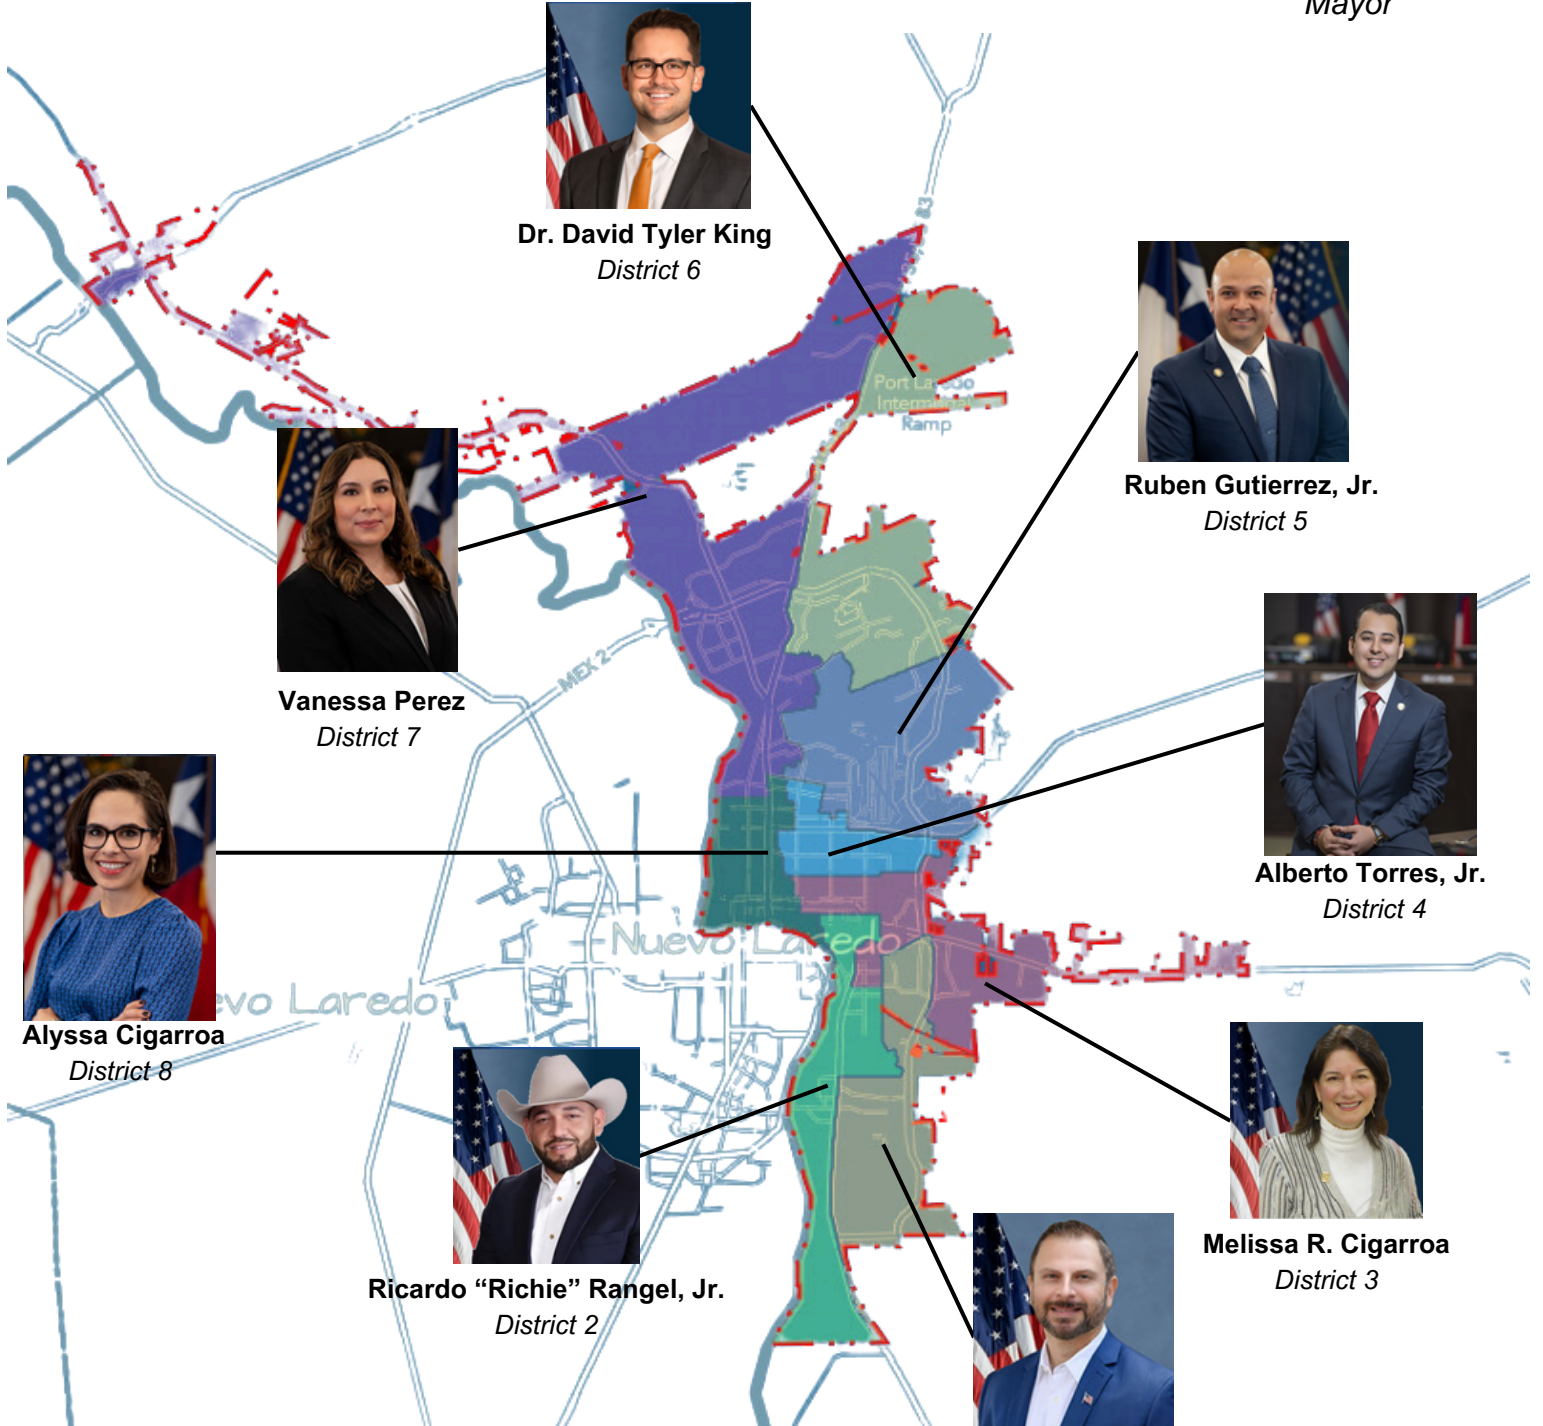 Mayor
Dr. David Tyler King
District 6
83
Port Laredo
Intermodal
Ramp
Ruben Gutierrez, Jr.
District 5
MEX 2
Vanessa Perez
District 7
Alberto Torres, Jr.
District 4
Nuevo Laredo
evo Laredo
Alyssa Cigarroa
District 8
Melissa R. Cigarroa
District 3
Ricardo “Richie” Rangel, Jr.
District 2